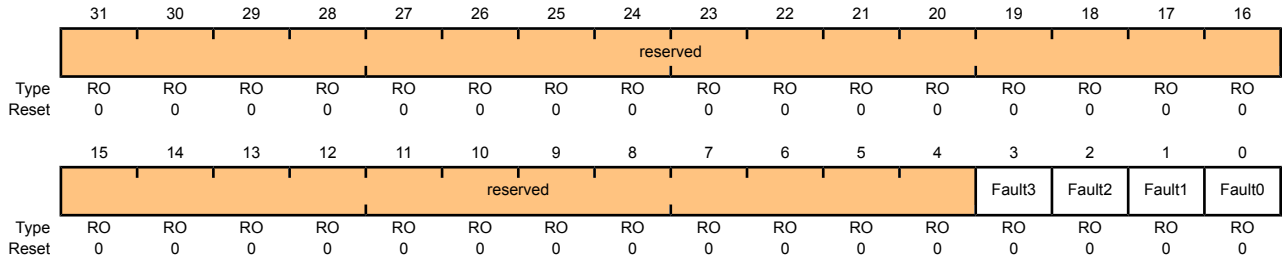 31 30 29 28 27 26 25 24 23 22 21 20 19 18 17 16
reserved
Type RO RO RO RO RO RO RO RO RO RO RO RO RO RO RO RO
Reset 0 0 0 0 0 0 0 0 0 0 0 0 0 0 0 0
15 14 13 12 11 10 9 8 7 6 5 4 3 2 1 0
reserved Fault3 Fault2 Fault1 Fault0
Type RO RO RO RO RO RO RO RO RO RO RO RO RO RO RO RO
Reset 0 0 0 0 0 0 0 0 0 0 0 0 0 0 0 0